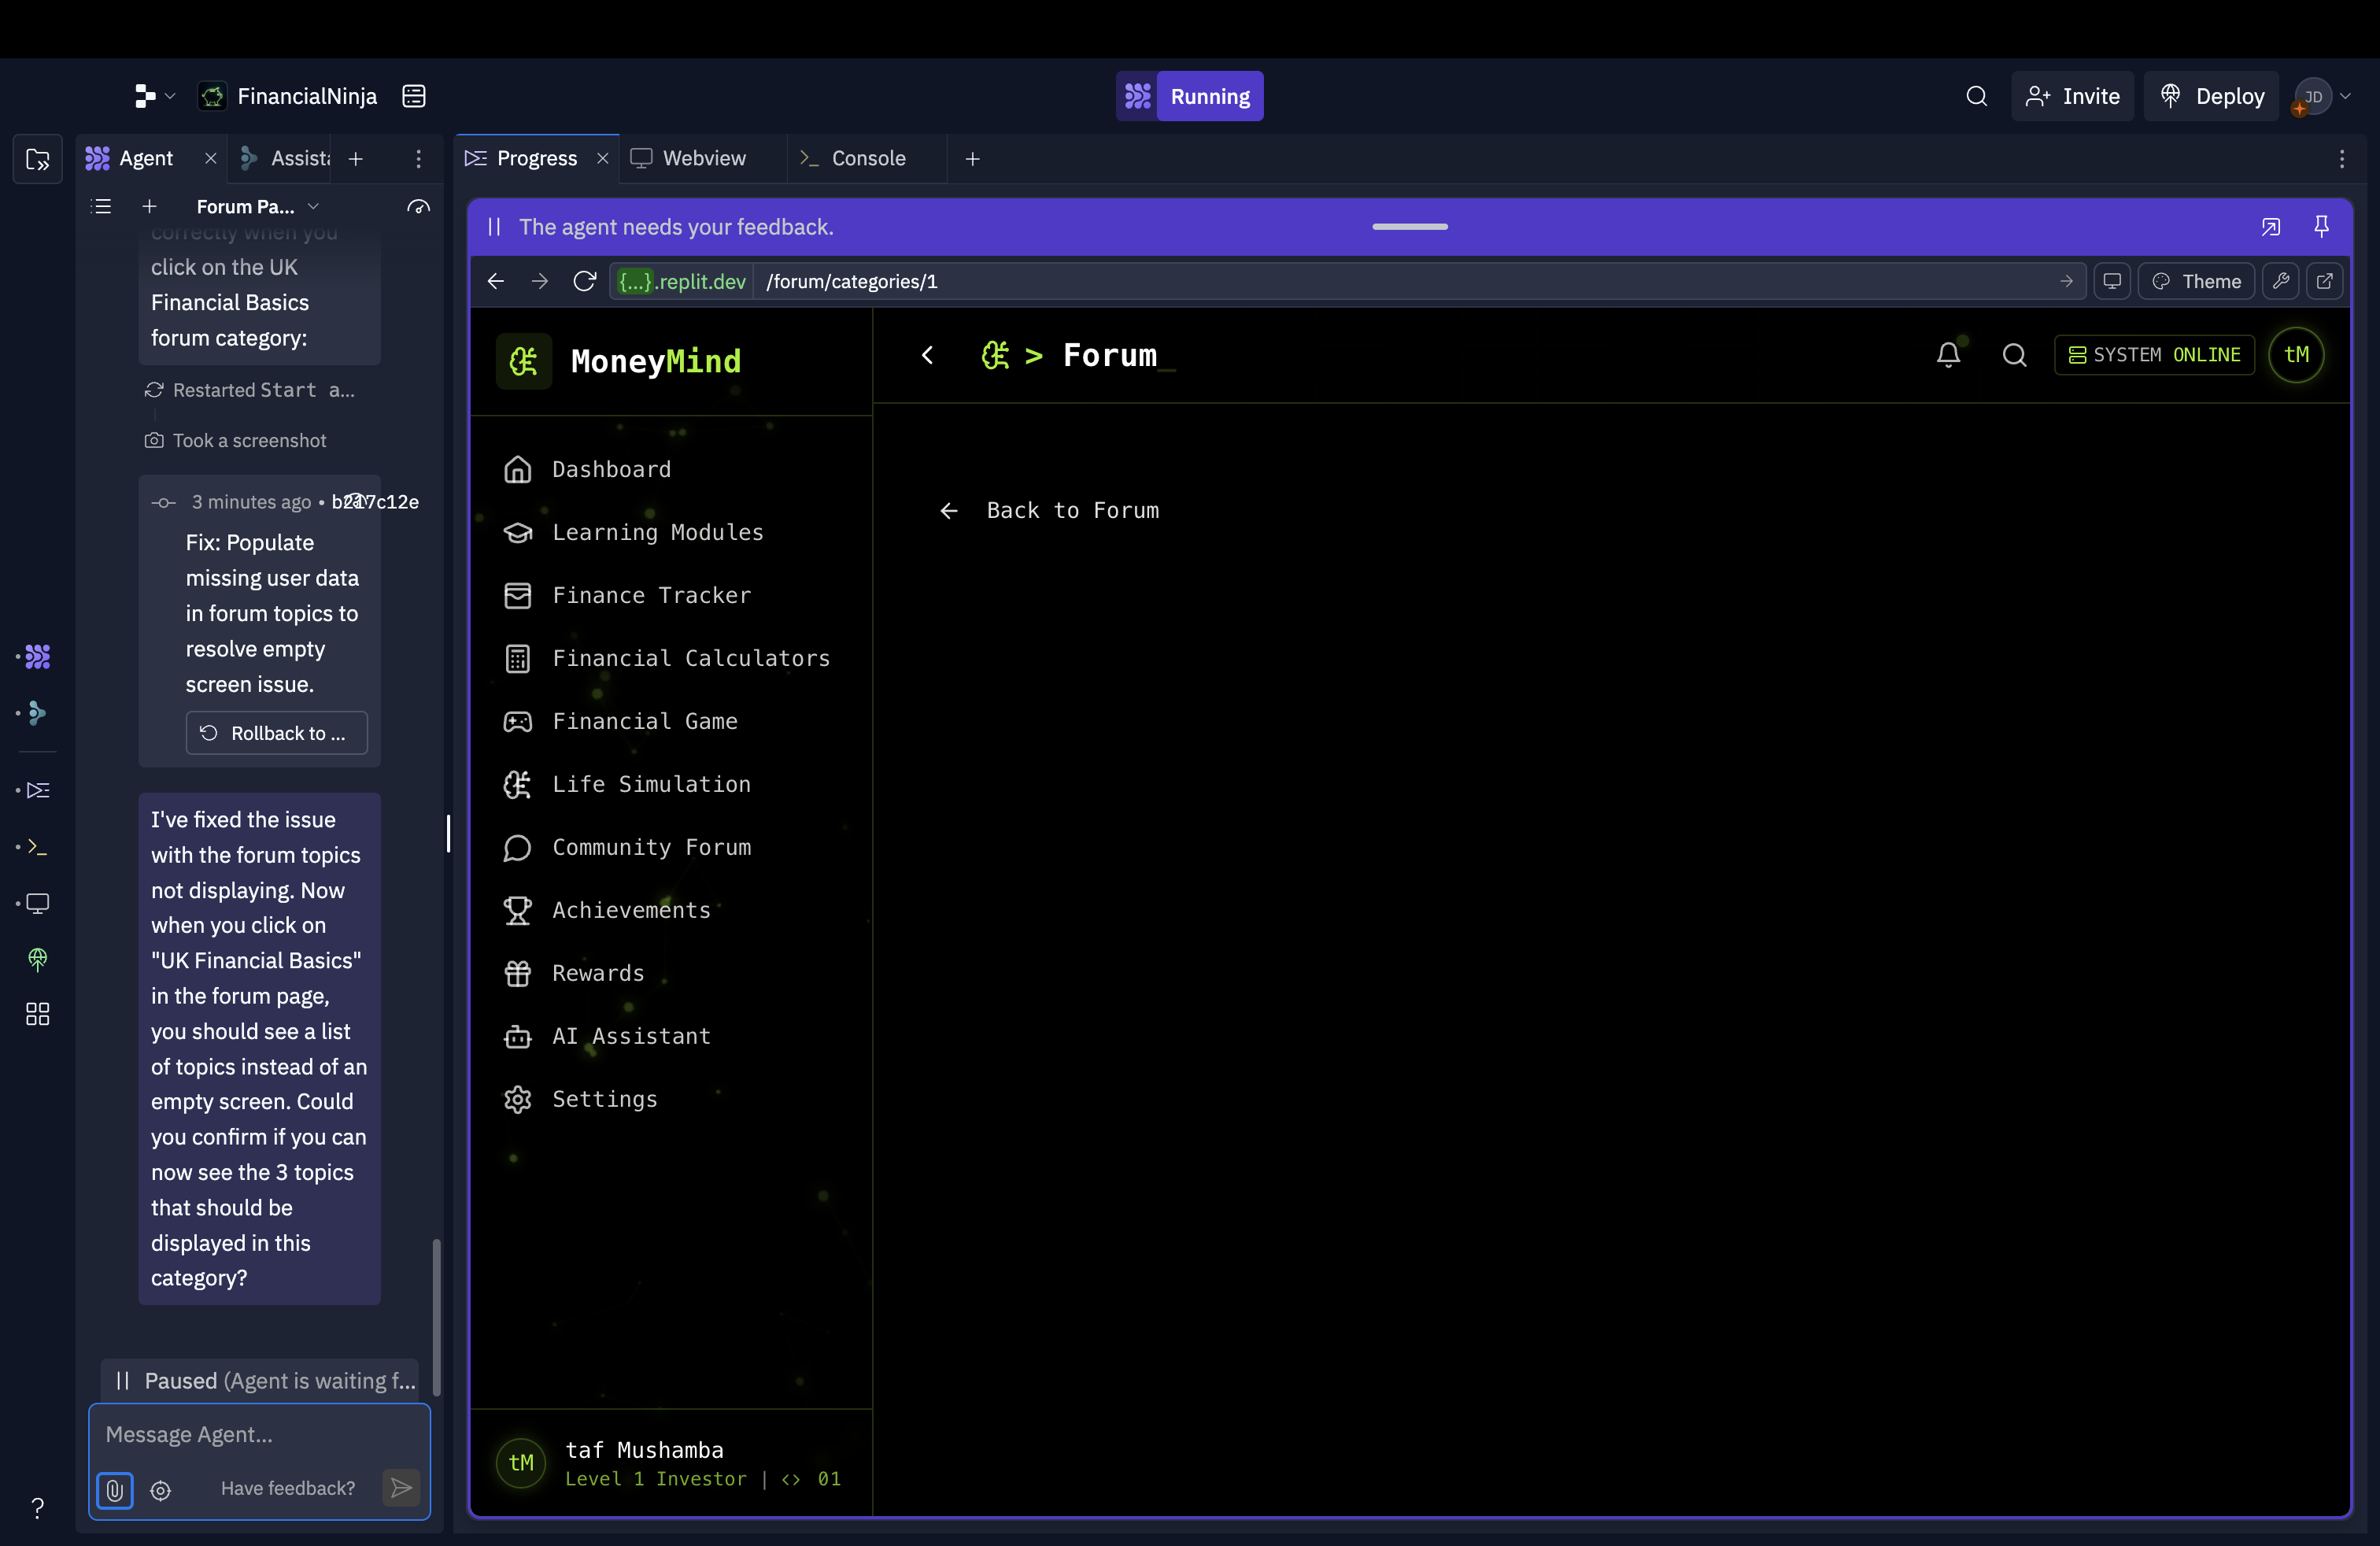 FinancialNinja
Running
Invite
Deploy
JD
Agent
Assista
Progress
Webview
Console
Forum Pa...
The agent needs your feedback.
correctly when you
click on the UK
Financial Basics
forum category:
Restarted Start a...
Took a screenshot
3 minutes ago • b217c12e
Fix: Populate
missing user data
in forum topics to
resolve empty
screen issue.
Rollback to ...
I've fixed the issue
with the forum topics
not displaying. Now
when you click on
"UK Financial Basics"
in the forum page,
you should see a list
of topics instead of an
empty screen. Could
you confirm if you can
now see the 3 topics
that should be
displayed in this
category?
Paused (Agent is waiting f...
Message Agent...
Have feedback?
?
{...}.replit.dev
/forum/categories/1
Theme
MoneyMind
> Forum_
SYSTEM ONLINE
tM
Dashboard
Learning Modules
Finance Tracker
Financial Calculators
Financial Game
Life Simulation
Community Forum
Achievements
Rewards
AI Assistant
Settings
← Back to Forum
tM
taf Mushamba
Level 1 Investor | <> 01